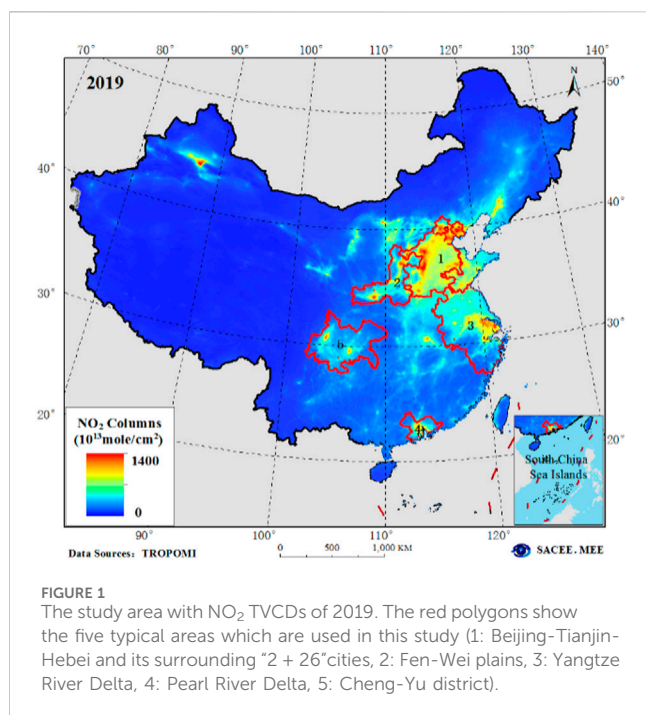 70° 80° 90° 100° 110° 120° 130° 140°
2019
N
50°
40°
40°
30°
30°
20°
20°
1
2
3
NO₂ Columns
(10¹³mole/cm²)
1400
0
South China
Sea Islands
90° 100° 110° 120°
Data Sources: TROPOMI
0 500 1,000 KM
SACEE.MEE
FIGURE 1
The study area with NO₂ TVCDs of 2019. The red polygons show
the five typical areas which are used in this study (1: Beijing-Tianjin-
Hebei and its surrounding “2 + 26”cities, 2: Fen-Wei plains, 3: Yangtze
River Delta, 4: Pearl River Delta, 5: Cheng-Yu district).